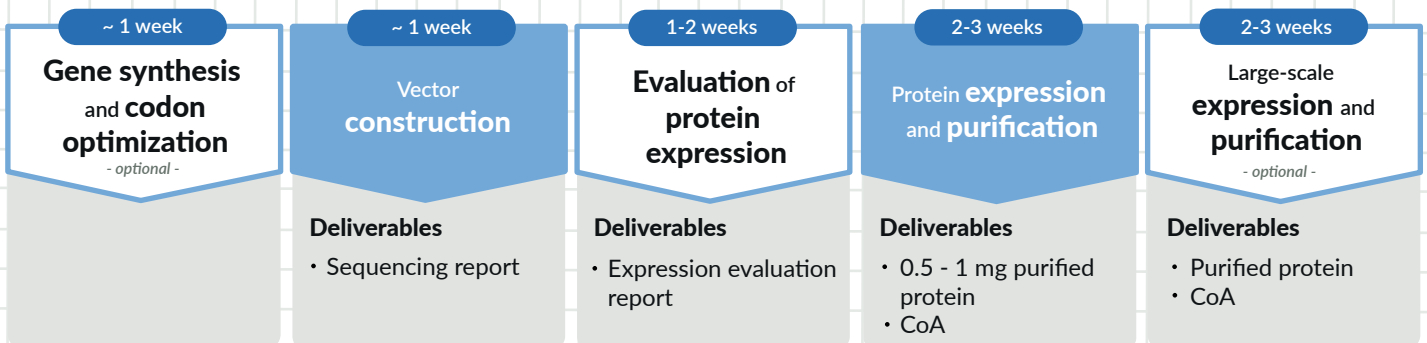 ~ 1 week
Gene synthesis
and codon
optimization
- optional -
~ 1 week
Vector
construction
Deliverables
• Sequencing report
1-2 weeks
Evaluation of
protein
expression
Deliverables
• Expression evaluation
report
2-3 weeks
Protein expression
and purification
Deliverables
• 0.5 - 1 mg purified
protein
• CoA
2-3 weeks
Large-scale
expression and
purification
- optional -
Deliverables
• Purified protein
• CoA